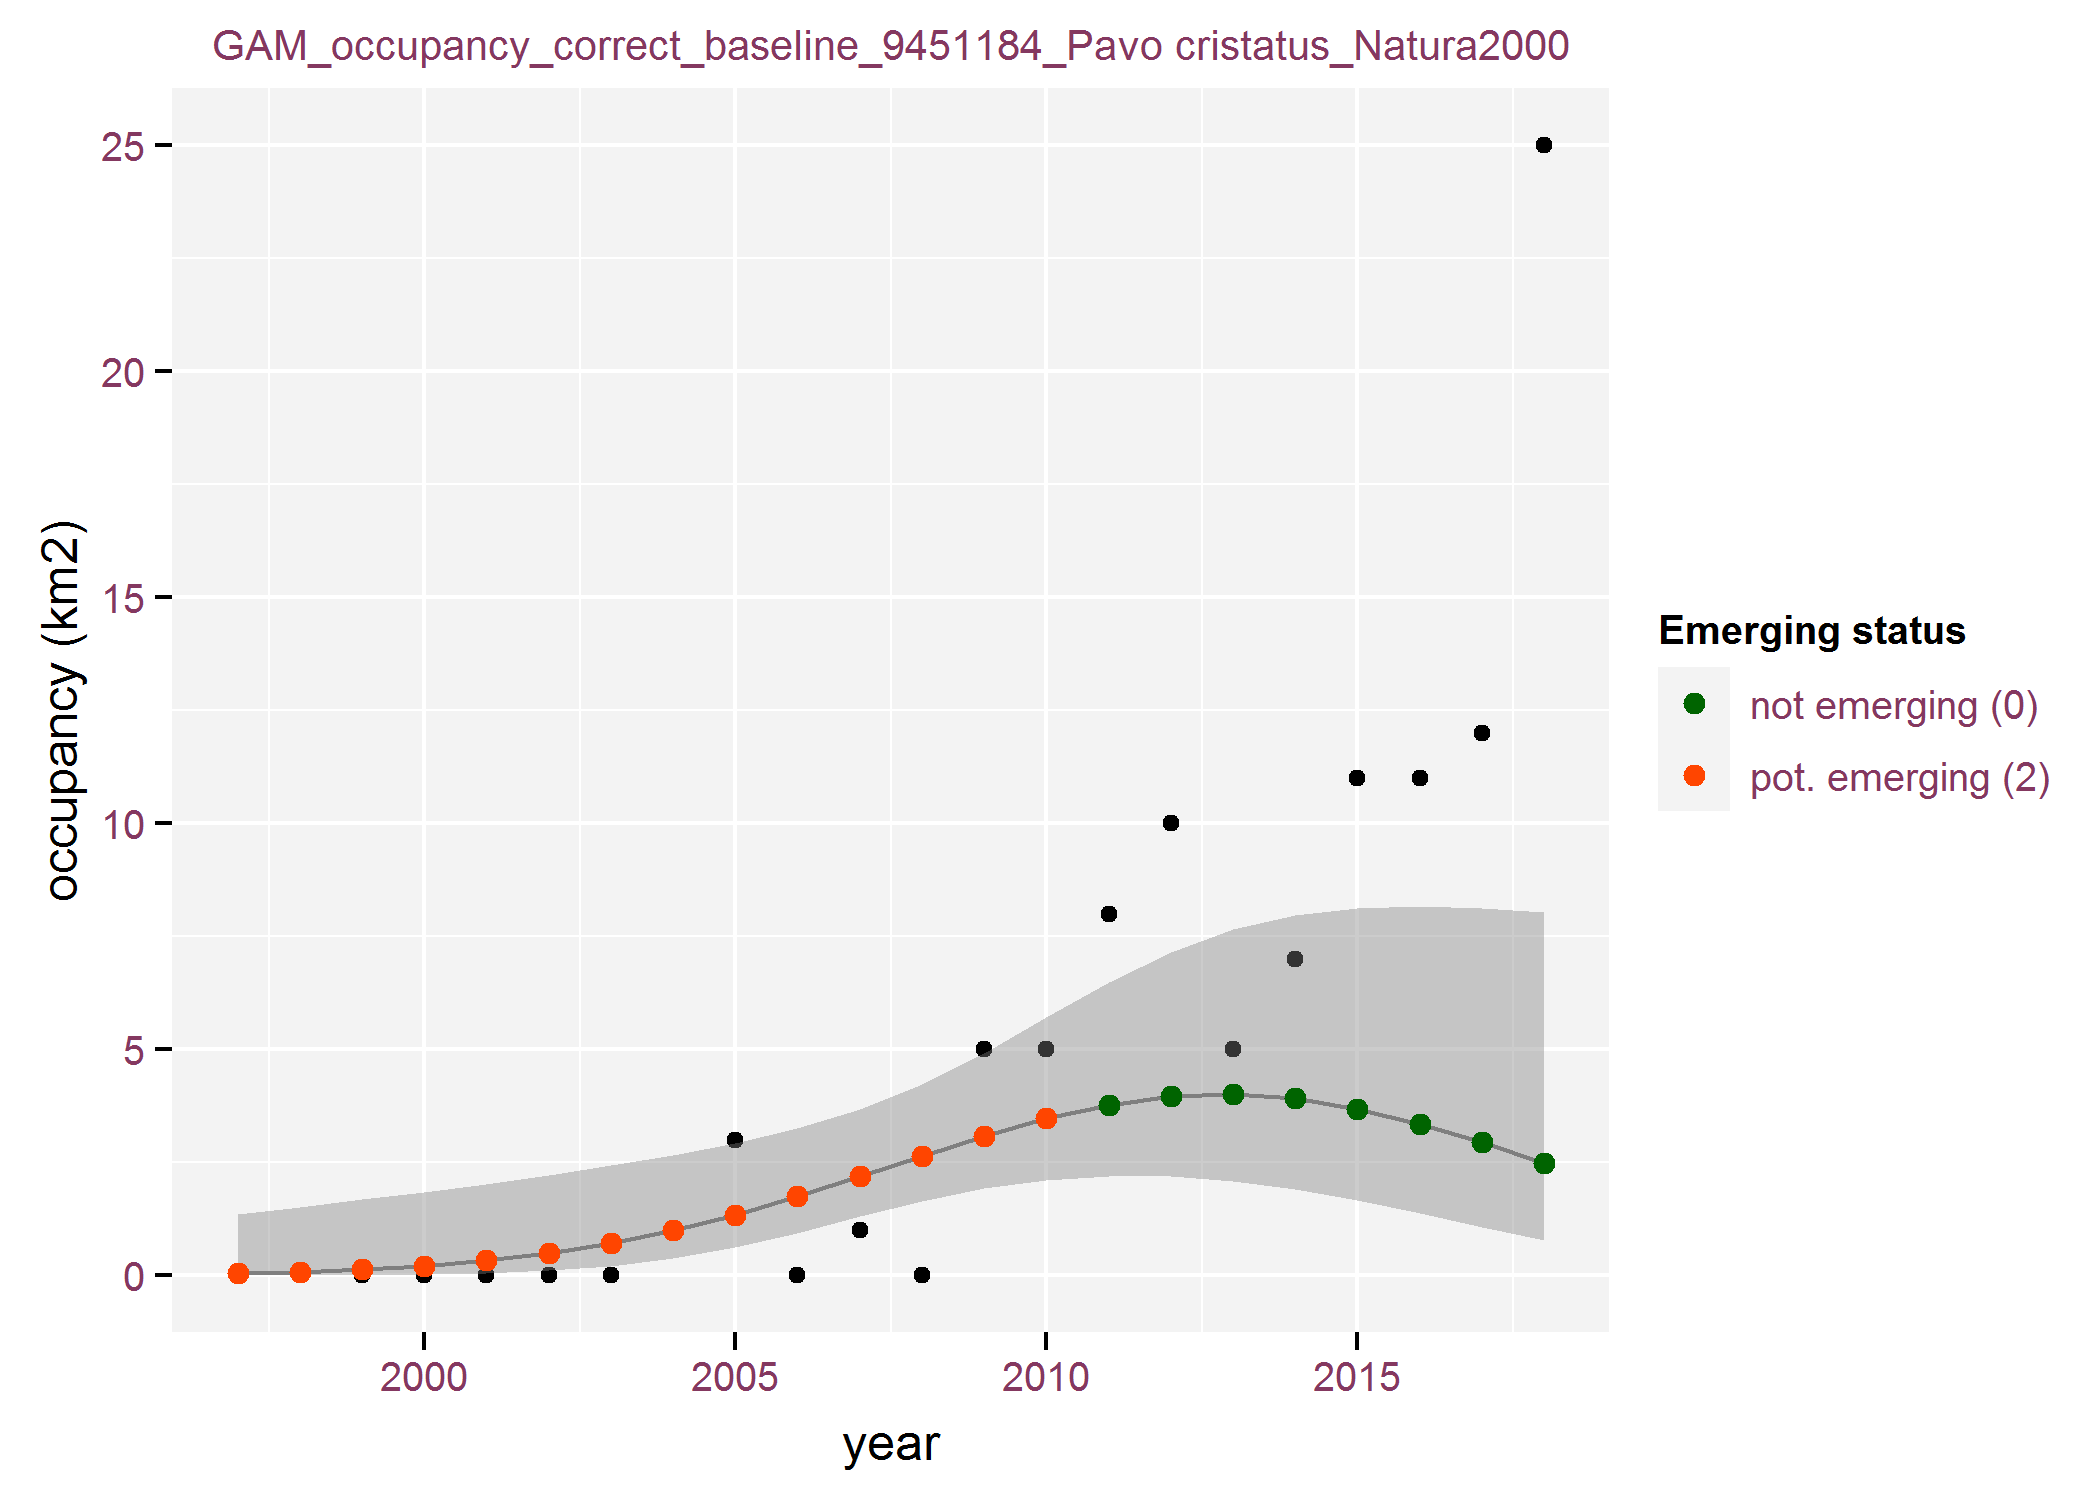 GAM_occupancy_correct_baseline_9451184_Pavo cristatus_Natura2000
25
20
15
10
5
0
occupancy (km2)
2000 2005 2010 2015
year
Emerging status
not emerging (0)
pot. emerging (2)